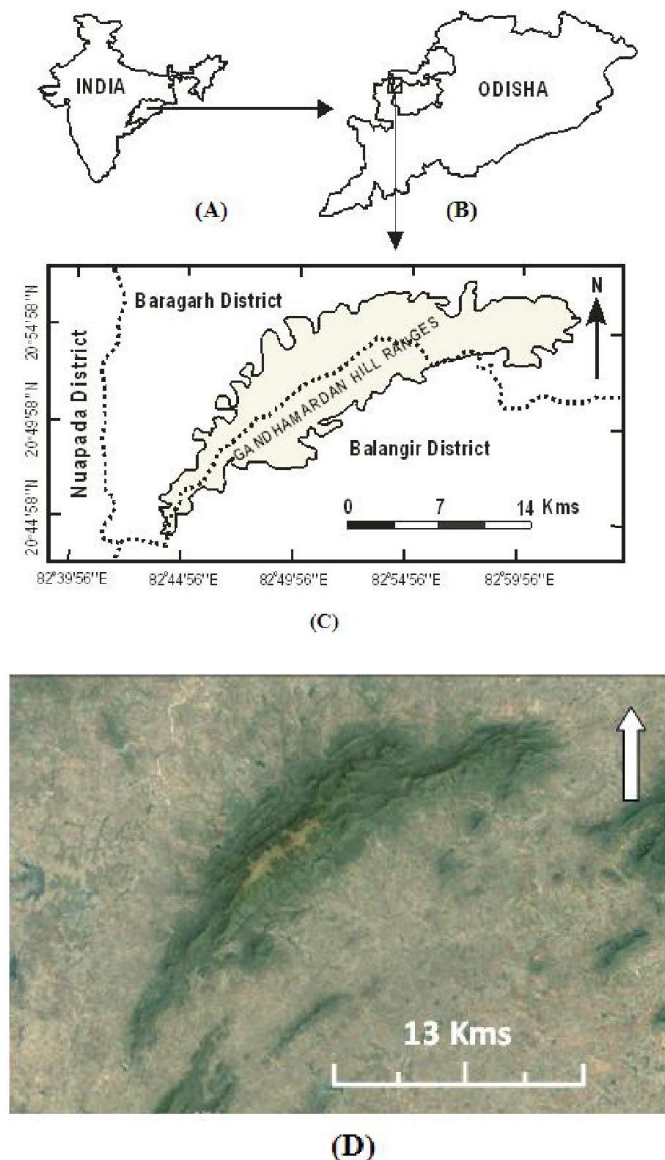 INDIA
ODISHA
(A)
(B)
Baragarh District
N
Nuapada District
GANDHAMARDAN HILL RANGES
Balangir District
20°54'58"N
20°49'58"N
20°44'58"N
0 7 14 Kms
82°39'56"E 82°44'56"E 82°49'56"E 82°54'56"E 82°59'56"E
(C)
13 Kms
(D)